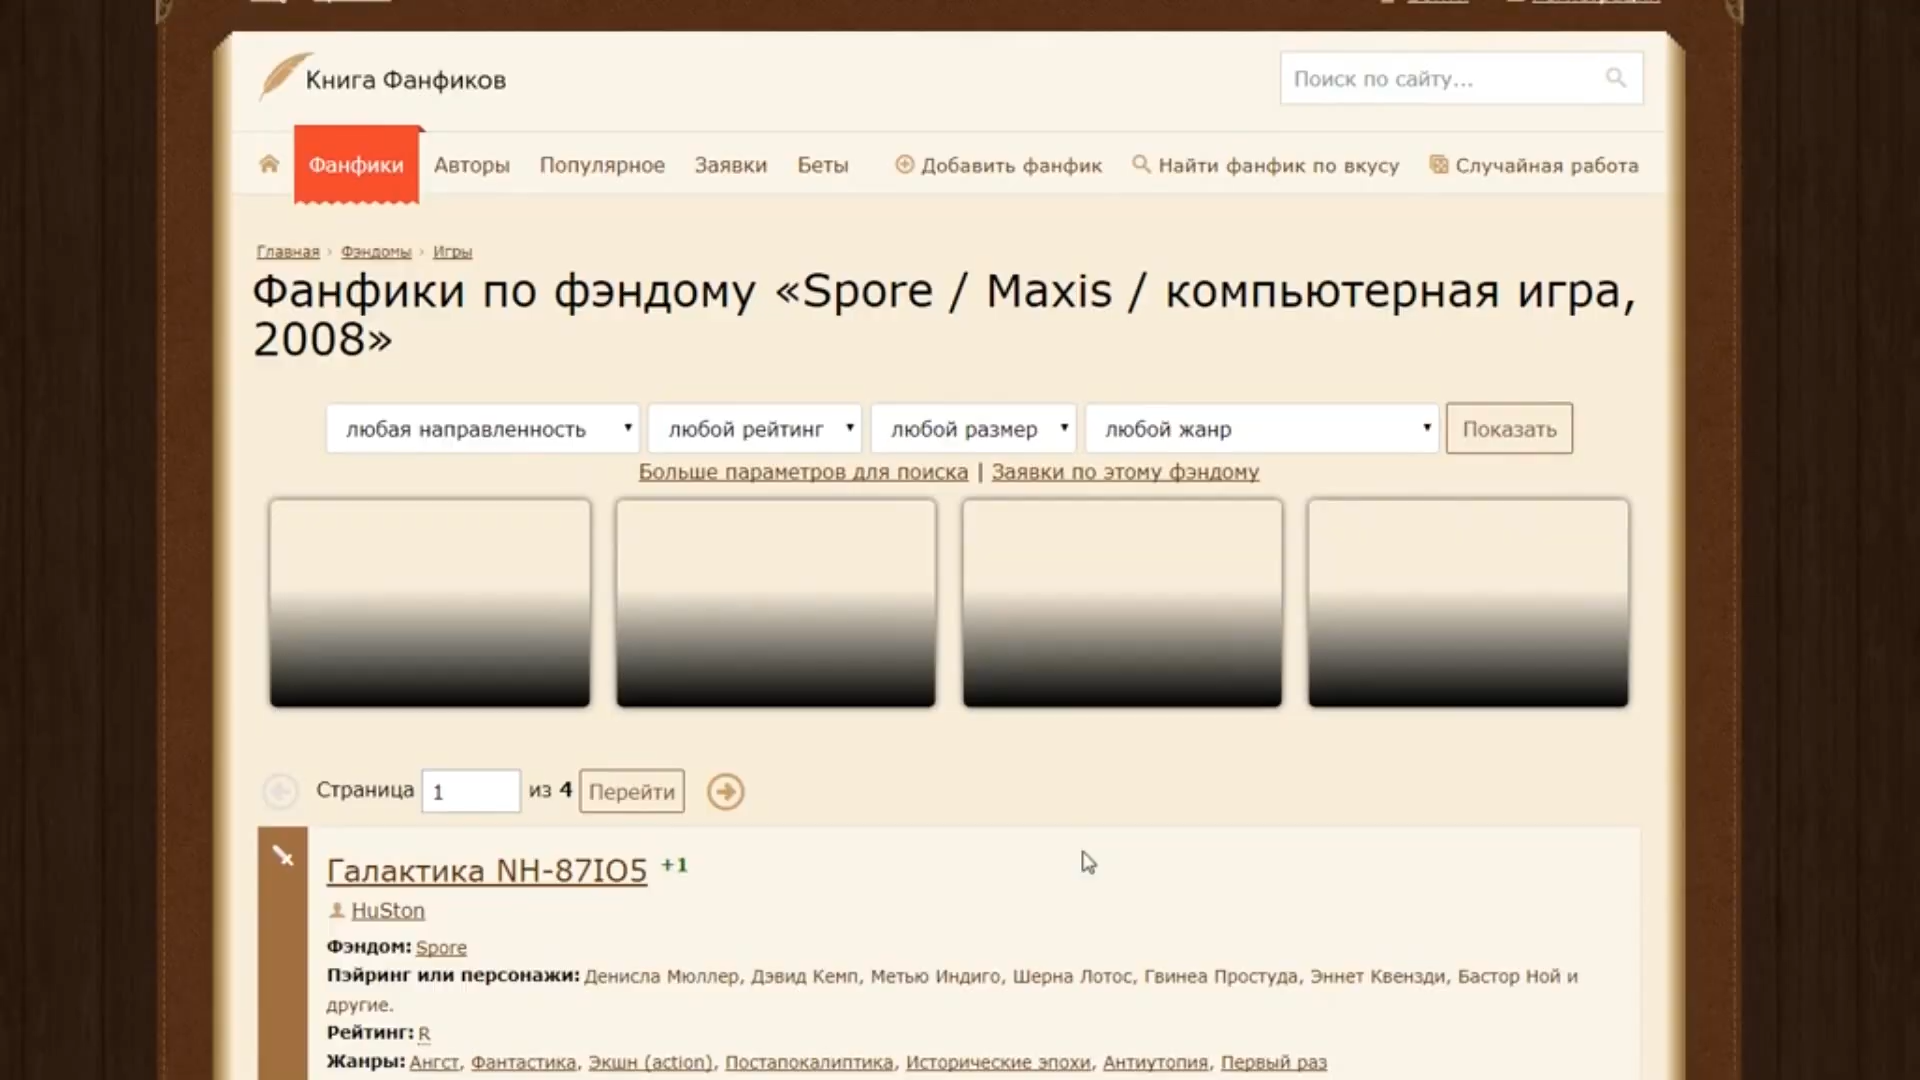 Книга Фанфиков
Поиск по сайту...
Фанфики Авторы Популярное Заявки Беты Добавить фанфик Найти фанфик по вкусу Случайная работа
Главная › Фэндомы › Игры
Фанфики по фэндому «Spore / Maxis / компьютерная игра,
2008»
любая направленность любой рейтинг любой размер любой жанр Показать
Больше параметров для поиска | Заявки по этому фэндому
Страница 1 из 4 Перейти
Галактика NH-87IO5 +1
HuSton
Фэндом: Spore
Пэйринг или персонажи: Денисла Мюллер, Дэвид Кемп, Метью Индиго, Шерна Лотос, Гвинеа Простуда, Эннет Квензди, Бастор Ной и
другие.
Рейтинг: R
Жанры: Ангст, Фантастика, Экшн (action), Постапокалиптика, Исторические эпохи, Антиутопия, Первый раз